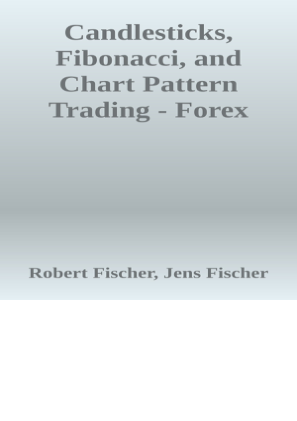 Candlesticks,
Fibonacci, and
Chart Pattern
Trading - Forex
Robert Fischer, Jens Fischer